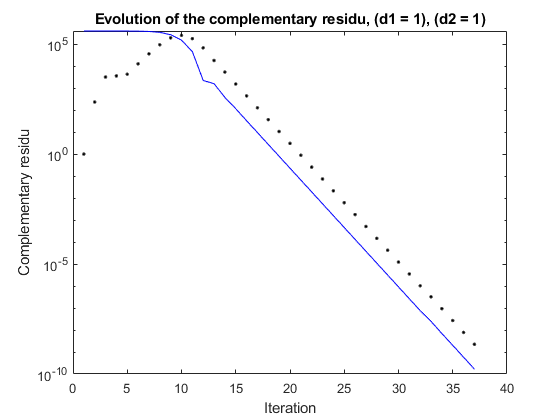 Evolution of the complementary residu, (d1 = 1), (d2 = 1)
10^5
10^0
10^-5
10^-10
Complementary residu
0 5 10 15 20 25 30 35 40
Iteration